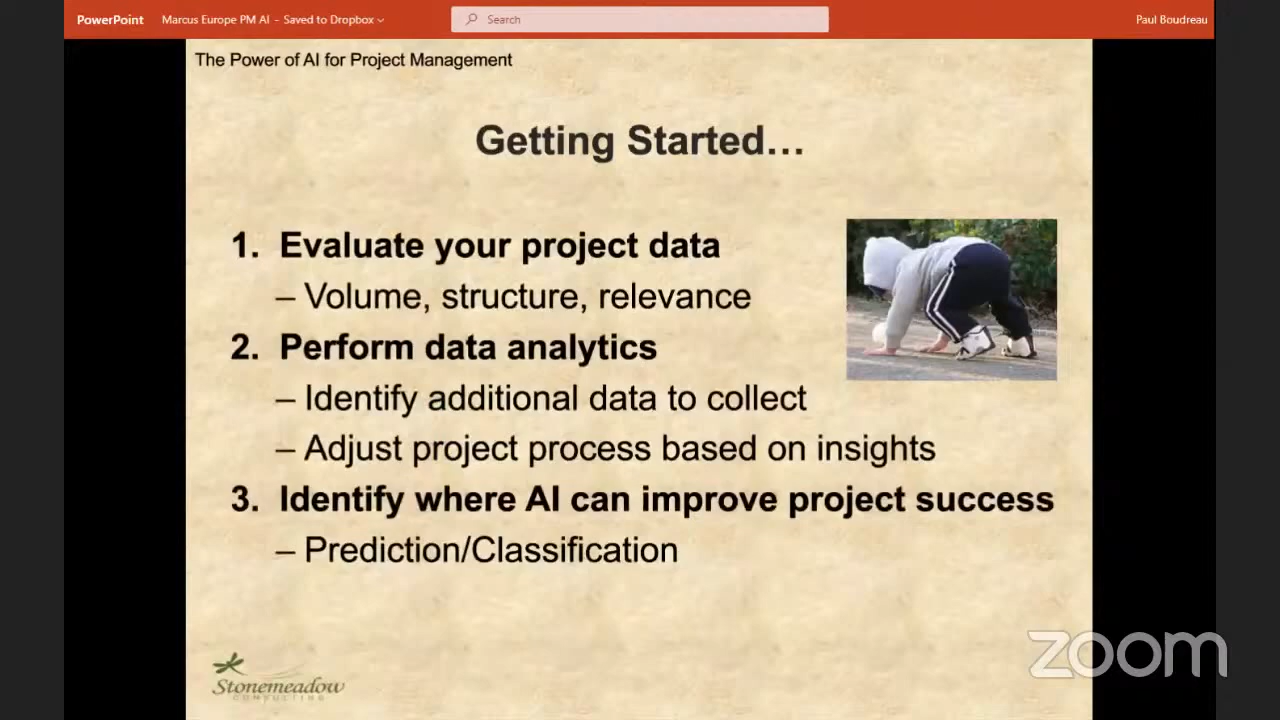 PowerPoint Marcus Europe PM AI - Saved to Dropbox Search Paul Boudreau
The Power of AI for Project Management
Getting Started…
1. Evaluate your project data
– Volume, structure, relevance
2. Perform data analytics
– Identify additional data to collect
– Adjust project process based on insights
3. Identify where AI can improve project success
– Prediction/Classification
Stonemeadow
CONSULTING
zoom